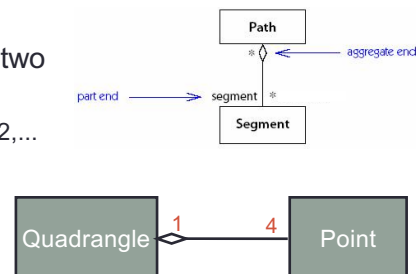 Path
two
* aggregate end
part end segment *
2,...
Segment
1 4
Quadrangle Point